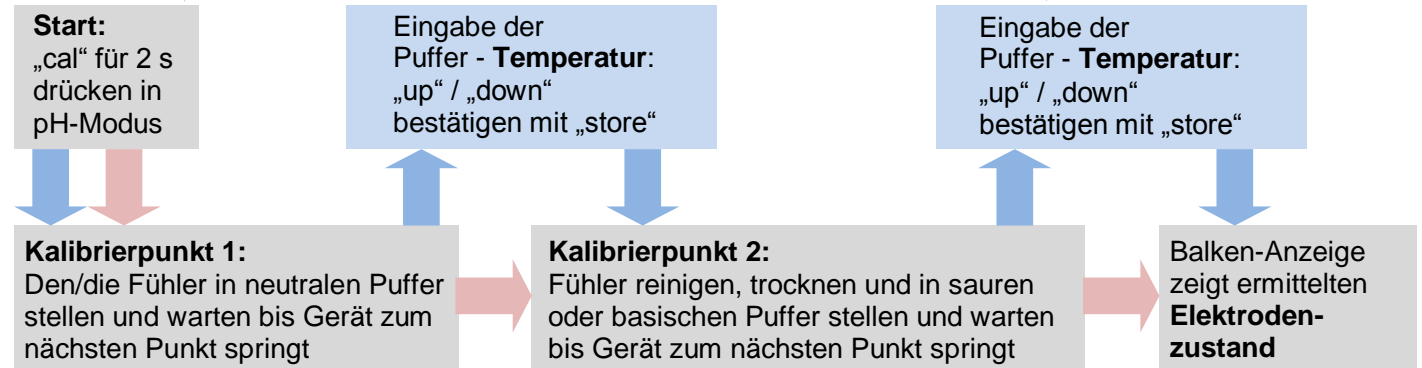 Start:
„cal“ für 2 s
drücken in
pH-Modus
Eingabe der
Puffer - Temperatur:
„up“ / „down“
bestätigen mit „store“
Eingabe der
Puffer - Temperatur:
„up“ / „down“
bestätigen mit „store“
Kalibrierpunkt 1:
Den/die Fühler in neutralen Puffer
stellen und warten bis Gerät zum
nächsten Punkt springt
Kalibrierpunkt 2:
Fühler reinigen, trocknen und in sauren
oder basischen Puffer stellen und warten
bis Gerät zum nächsten Punkt springt
Balken-Anzeige
zeigt ermittelten
Elektroden-
zustand